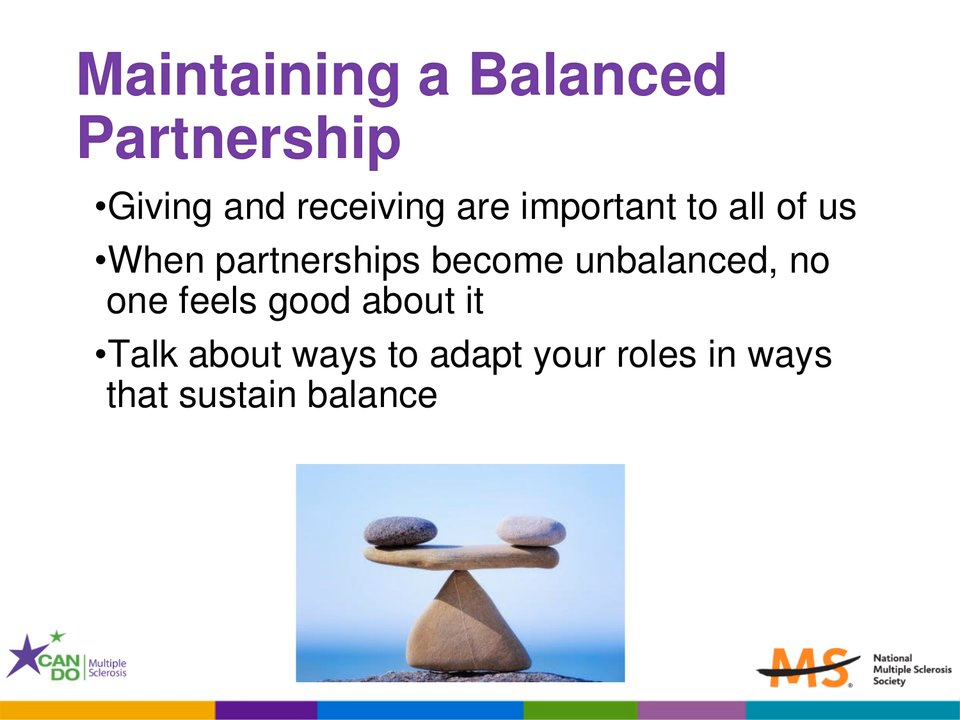 Maintaining a Balanced
Partnership
•Giving and receiving are important to all of us
•When partnerships become unbalanced, no
one feels good about it
•Talk about ways to adapt your roles in ways
that sustain balance
CAN
DO
Multiple
Sclerosis
MS
®
National
Multiple Sclerosis
Society